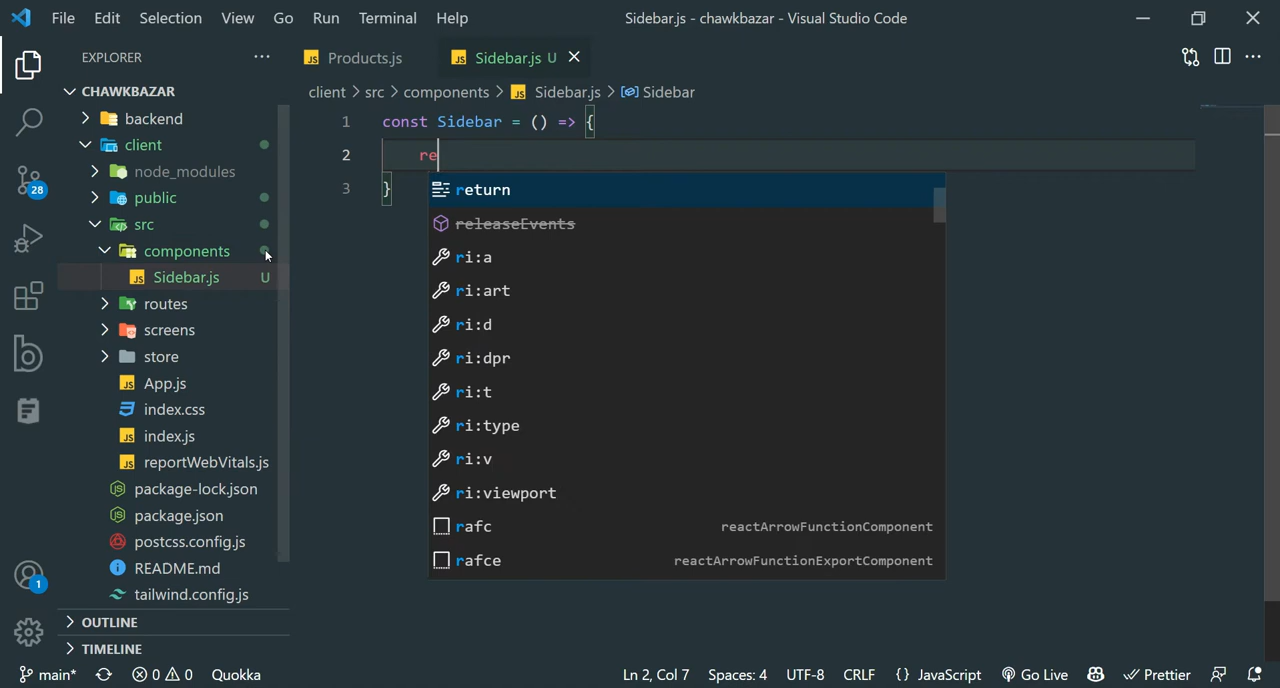 File Edit Selection View Go Run Terminal Help
Sidebar.js - chawkbazar - Visual Studio Code
EXPLORER
CHAWKBAZAR
backend
client
node_modules
public
src
components
Sidebar.js U
routes
screens
store
App.js
index.css
index.js
reportWebVitals.js
package-lock.json
package.json
postcss.config.js
README.md
tailwind.config.js
OUTLINE
TIMELINE
28
1
Products.js
Sidebar.js U
client > src > components > Sidebar.js > Sidebar
1 const Sidebar = () => {
2 re
3 }
return
releaseEvents
ri:a
ri:art
ri:d
ri:dpr
ri:t
ri:type
ri:v
ri:viewport
rafc reactArrowFunctionComponent
rafce reactArrowFunctionExportComponent
main* 0 0 Quokka
Ln 2, Col 7 Spaces: 4 UTF-8 CRLF {} JavaScript Go Live Prettier